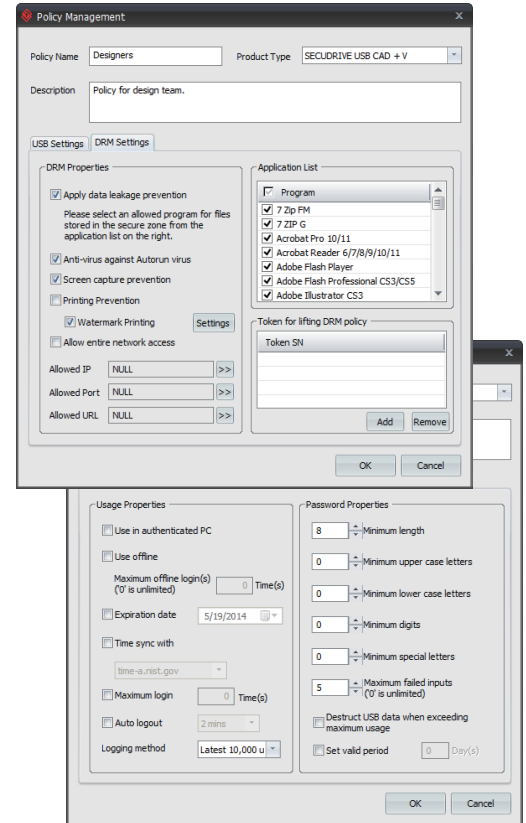 Policy Management
x
Policy Name Designers Product Type SECUDRIVE USB CAD + V
Description Policy for design team.
USB Settings DRM Settings
DRM Properties
Apply data leakage prevention
Please select an allowed program for files
stored in the secure zone from the
application list on the right.
Anti-virus against Autorun virus
Screen capture prevention
Printing Prevention
Watermark Printing Settings
Allow entire network access
Allowed IP NULL >>
Allowed Port NULL >>
Allowed URL NULL >>
Application List
Program
7 Zip FM
7 ZIP G
Acrobat Pro 10/11
Acrobat Reader 6/7/8/9/10/11
Adobe Flash Player
Adobe Flash Professional CS3/CS5
Adobe Illustrator CS3
Token for lifting DRM policy
Token SN
Add Remove
OK Cancel
x
Usage Properties
Use in authenticated PC
Use offline
Maximum offline login(s)
('0' is unlimited) 0 Time(s)
Expiration date 5/19/2014
Time sync with
time-a.nist.gov
Maximum login 0 Time(s)
Auto logout 2 mins
Logging method Latest 10,000 u
Password Properties
8 Minimum length
0 Minimum upper case letters
0 Minimum lower case letters
0 Minimum digits
0 Minimum special letters
5 Maximum failed inputs
('0' is unlimited)
Destruct USB data when exceeding
maximum usage
Set valid period 0 Day(s)
OK Cancel